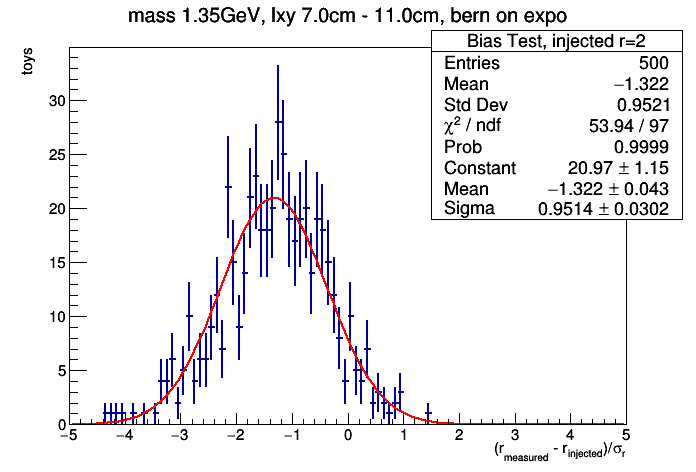 mass 1.35GeV, lxy 7.0cm - 11.0cm, bern on expo
toys
Bias Test, injected r=2
Entries 500
Mean −1.322
Std Dev 0.9521
χ² / ndf 53.94 / 97
Prob 0.9999
Constant 20.97 ± 1.15
Mean −1.322 ± 0.043
Sigma 0.9514 ± 0.0302
30
25
20
15
10
5
0
−5 −4 −3 −2 −1 0 1 2 3 4 5
(r_measured - r_injected)/σ_r